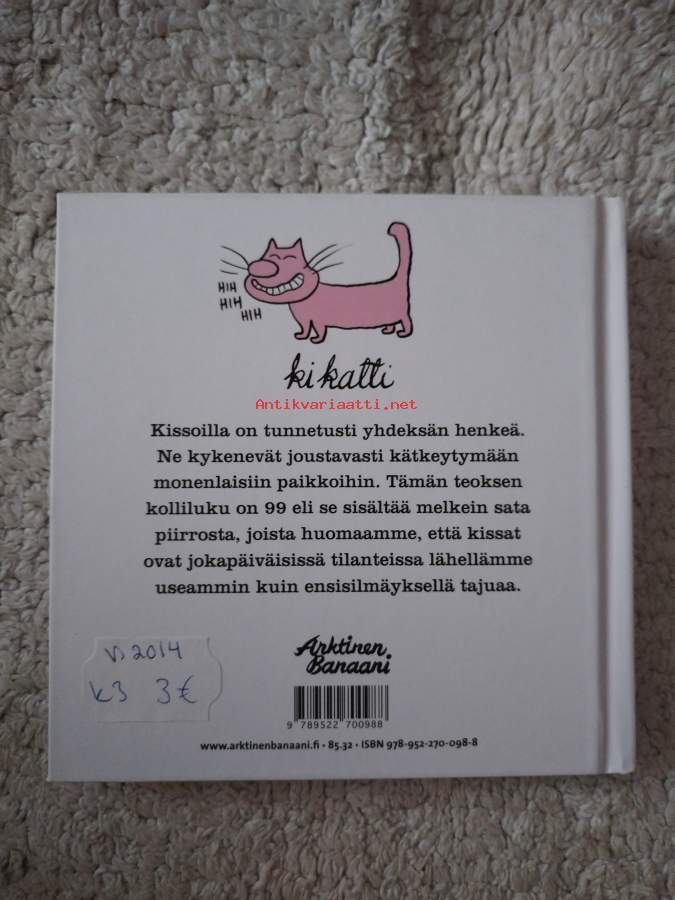 HIH
HIH
HIH
kikatti
Antikvariaatti.net
Kissoilla on tunnetusti yhdeksän henkeä.
Ne kykenevät joustavasti kätkeytymään
monenlaisiin paikkoihin. Tämän teoksen
kolliluku on 99 eli se sisältää melkein sata
piirrosta, joista huomaamme, että kissat
ovat jokapäiväisissä tilanteissa lähellämme
useammin kuin ensisilmäyksellä tajuaa.
Arktinen
Banaani
9 789522 700988
www.arktinenbanaani.fi • 85.32 • ISBN 978-952-270-098-8
2014
k3 3€